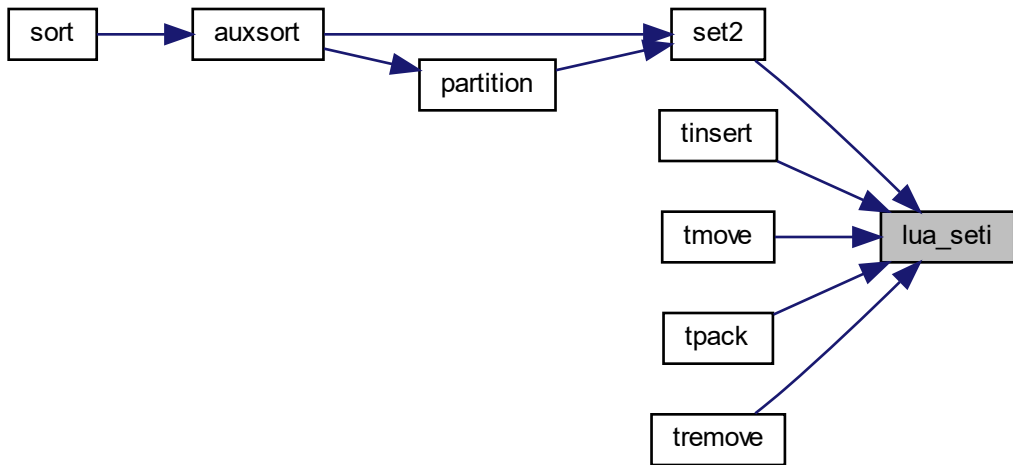 sort
auxsort
set2
partition
tinsert
tmove
lua_seti
tpack
tremove